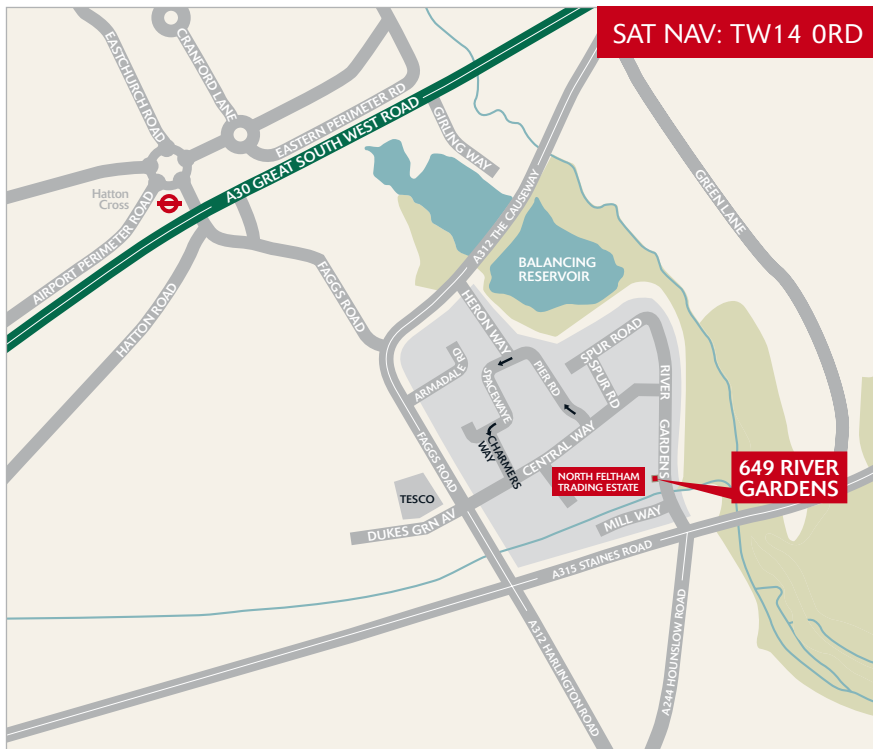 SAT NAV: TW14 0RD
EASTCHURCH ROAD
CRANFORD LANE
EASTERN PERIMETER RD
A30 GREAT SOUTH WEST ROAD
GIRLING WAY
GREEN LANE
Hatton
Cross
AIRPORT PERIMETER ROAD
HATTON ROAD
FAGGS ROAD
A312 THE CAUSEWAY
BALANCING
RESERVOIR
HERON WAY
SPUR ROAD
ARMADALE RD
SPACEWAYE
PIER RD
SPUR RD
RIVER GARDENS
FAGGS ROAD
CHARMERS
WAY
CENTRAL WAY
649 RIVER
GARDENS
NORTH FELTHAM
TRADING ESTATE
TESCO
DUKES GRN AV
MILL WAY
A315 STAINES ROAD
A312 HARLINGTON ROAD
A244 HOUNSLOW ROAD